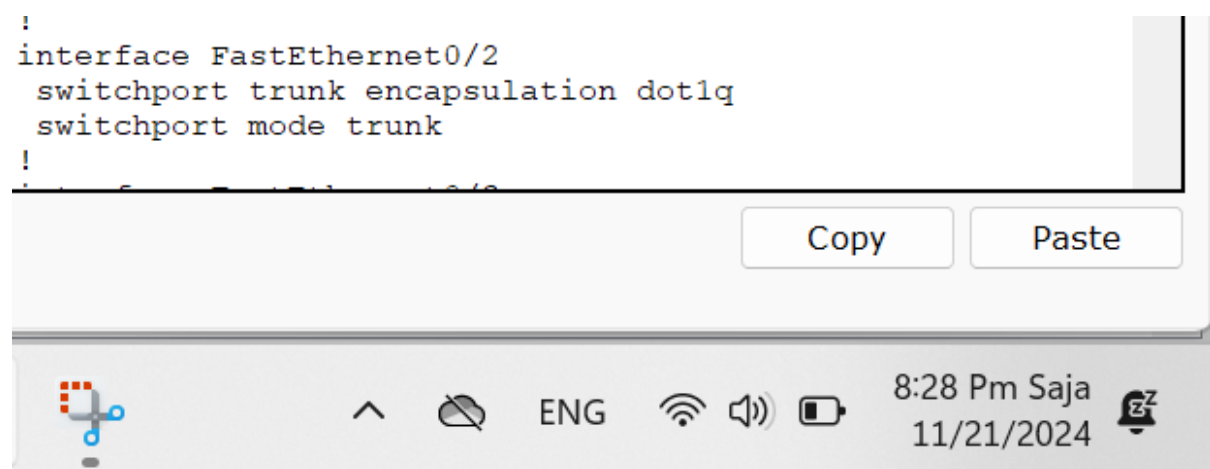 !
interface FastEthernet0/2
switchport trunk encapsulation dot1q
switchport mode trunk
!
Copy
Paste
ENG
8:28 Pm Saja
11/21/2024